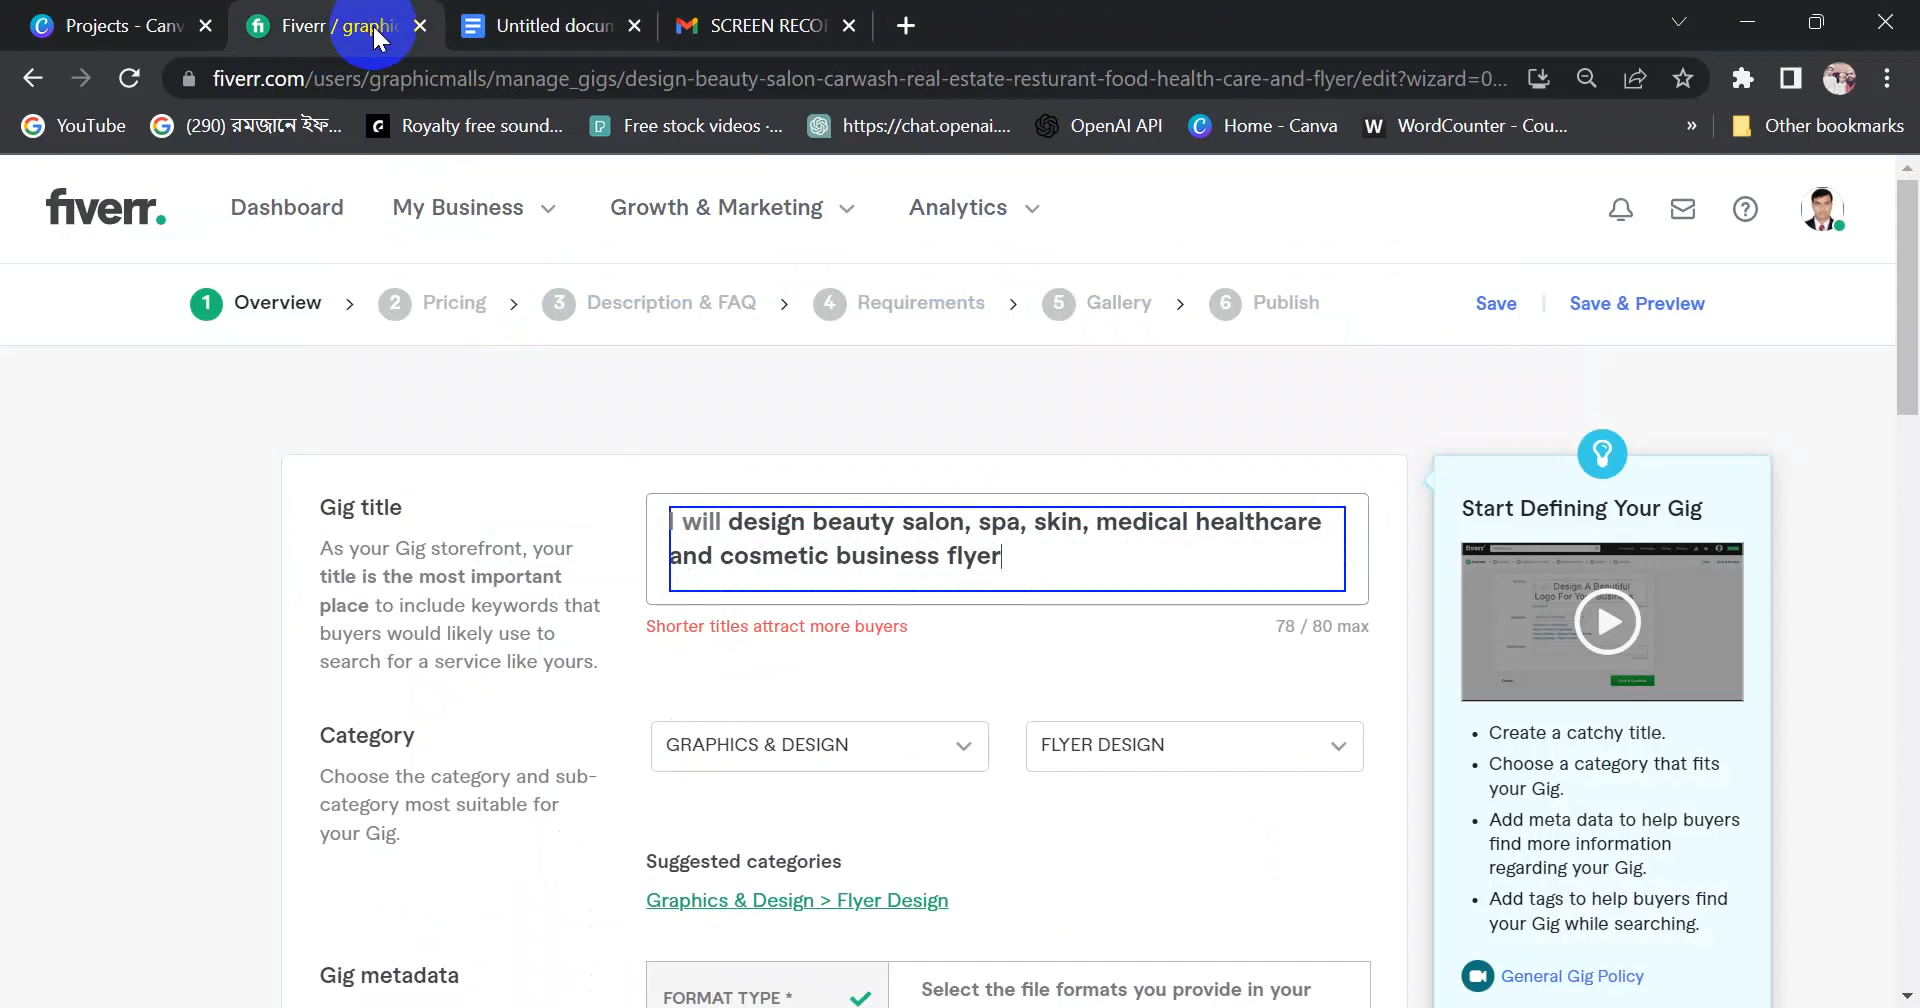 Projects - Canv
Fiverr / graphic
Untitled docun
SCREEN RECO
fiverr.com/users/graphicmalls/manage_gigs/design-beauty-salon-carwash-real-estate-resturant-food-health-care-and-flyer/edit?wizard=0...
YouTube
(290) রমজানে ইফ...
Royalty free sound...
Free stock videos ·...
https://chat.openai....
OpenAI API
Home - Canva
WordCounter - Cou...
»
Other bookmarks
fiverr.
Dashboard
My Business
Growth & Marketing
Analytics
1 Overview
2 Pricing
3 Description & FAQ
4 Requirements
5 Gallery
6 Publish
Save
Save & Preview
Gig title
As your Gig storefront, your
title is the most important
place to include keywords that
buyers would likely use to
search for a service like yours.
I will design beauty salon, spa, skin, medical healthcare
and cosmetic business flyer
Shorter titles attract more buyers
78 / 80 max
Category
Choose the category and sub-
category most suitable for
your Gig.
GRAPHICS & DESIGN
FLYER DESIGN
Suggested categories
Graphics & Design > Flyer Design
Gig metadata
FORMAT TYPE *
Select the file formats you provide in your
Start Defining Your Gig
fiverr
Design A Beautiful
Logo For Your Business
• Create a catchy title.
• Choose a category that fits
your Gig.
• Add meta data to help buyers
find more information
regarding your Gig.
• Add tags to help buyers find
your Gig while searching.
General Gig Policy